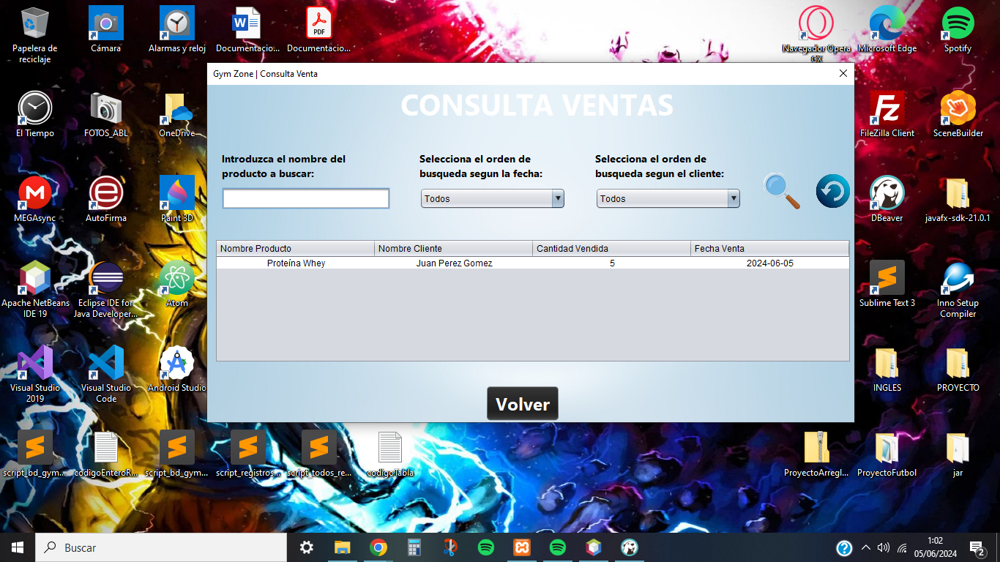 Papelera de
reciclaje
Cámara
Alarmas y reloj
Documentacio...
Documentacio...
PDF
Navegador Opera
GX
Microsoft Edge
Spotify
Gym Zone | Consulta Venta
CONSULTA VENTAS
El Tiempo
FOTOS_ABL
OneDrive
FileZilla Client
SceneBuilder
Introduzca el nombre del
producto a buscar:
Selecciona el orden de
busqueda segun la fecha:
Selecciona el orden de
busqueda segun el cliente:
Todos
Todos
MEGAsync
AutoFirma
Paint 3D
DBeaver
javafx-sdk-21.0.1
Nombre Producto
Nombre Cliente
Cantidad Vendida
Fecha Venta
Proteína Whey
Juan Perez Gomez
5
2024-06-05
Apache NetBeans
IDE 19
Eclipse IDE for
Java Developer...
Atom
Sublime Text 3
Inno Setup
Compiler
Visual Studio
2019
Visual Studio
Code
Android Studio
INGLES
PROYECTO
Volver
script_bd_gym...
codigoEnteroR...
script_bd_gym...
script_registros...
script_todos_re...
codigoTabla
ProyectoArregl...
ProyectoFutbol
jar
Buscar
1:02
05/06/2024
2